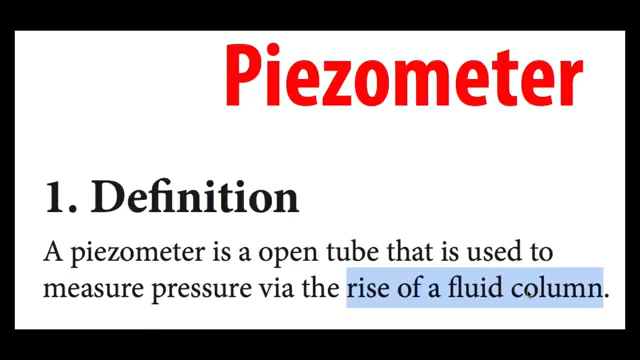 Piezometer
1. Definition
A piezometer is a open tube that is used to
measure pressure via the rise of a fluid column.